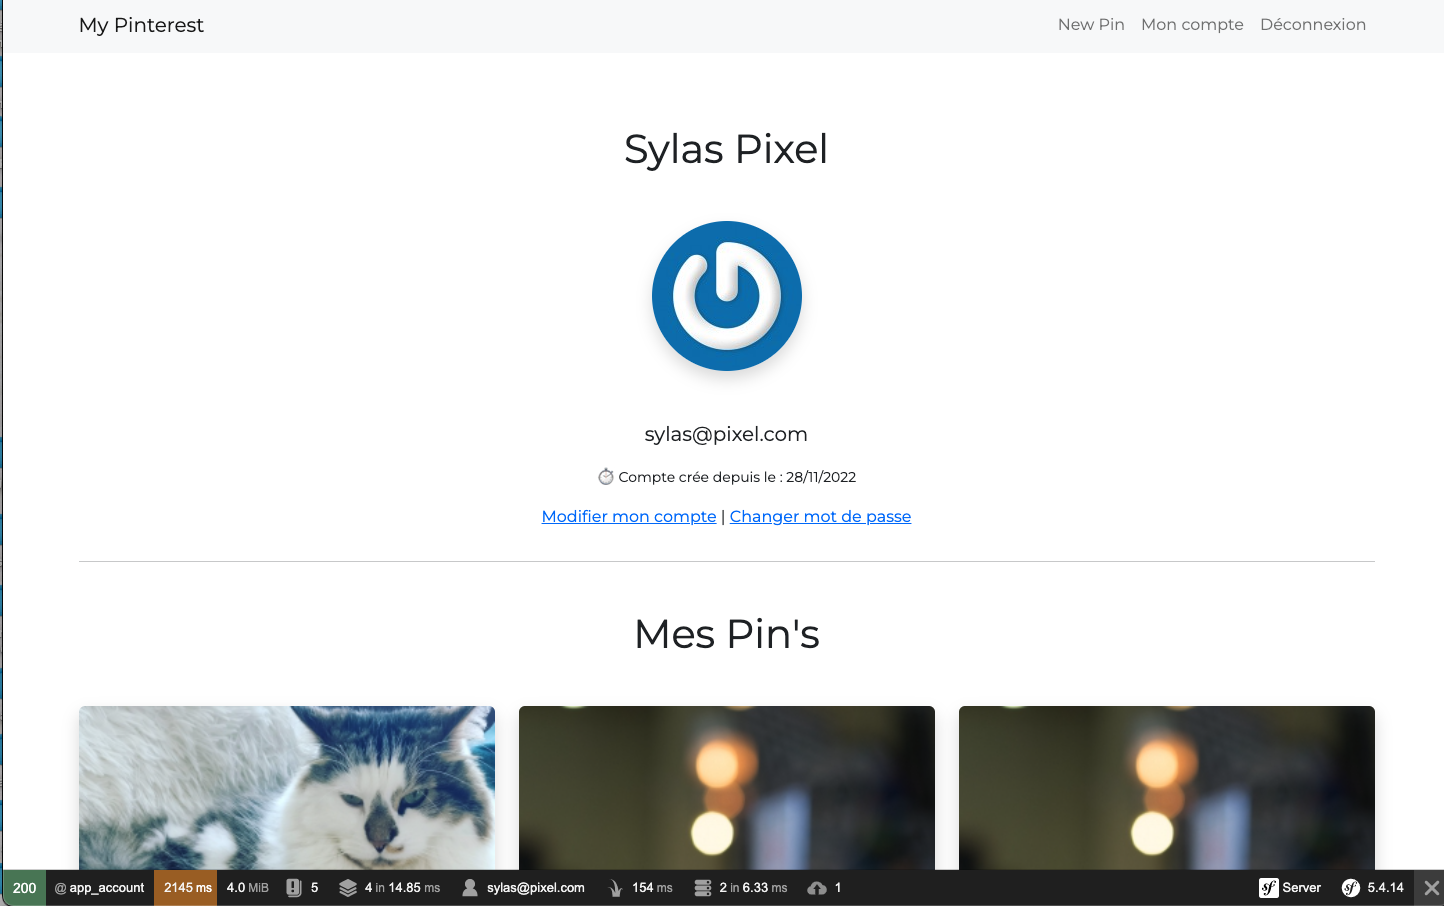 My Pinterest
New Pin Mon compte Déconnexion
Sylas Pixel
sylas@pixel.com
Compte crée depuis le : 28/11/2022
Modifier mon compte | Changer mot de passe
Mes Pin's
200 @ app_account 2145 ms 4.0 MiB 5 4 in 14.85 ms sylas@pixel.com 154 ms 2 in 6.33 ms 1 sf Server sf 5.4.14